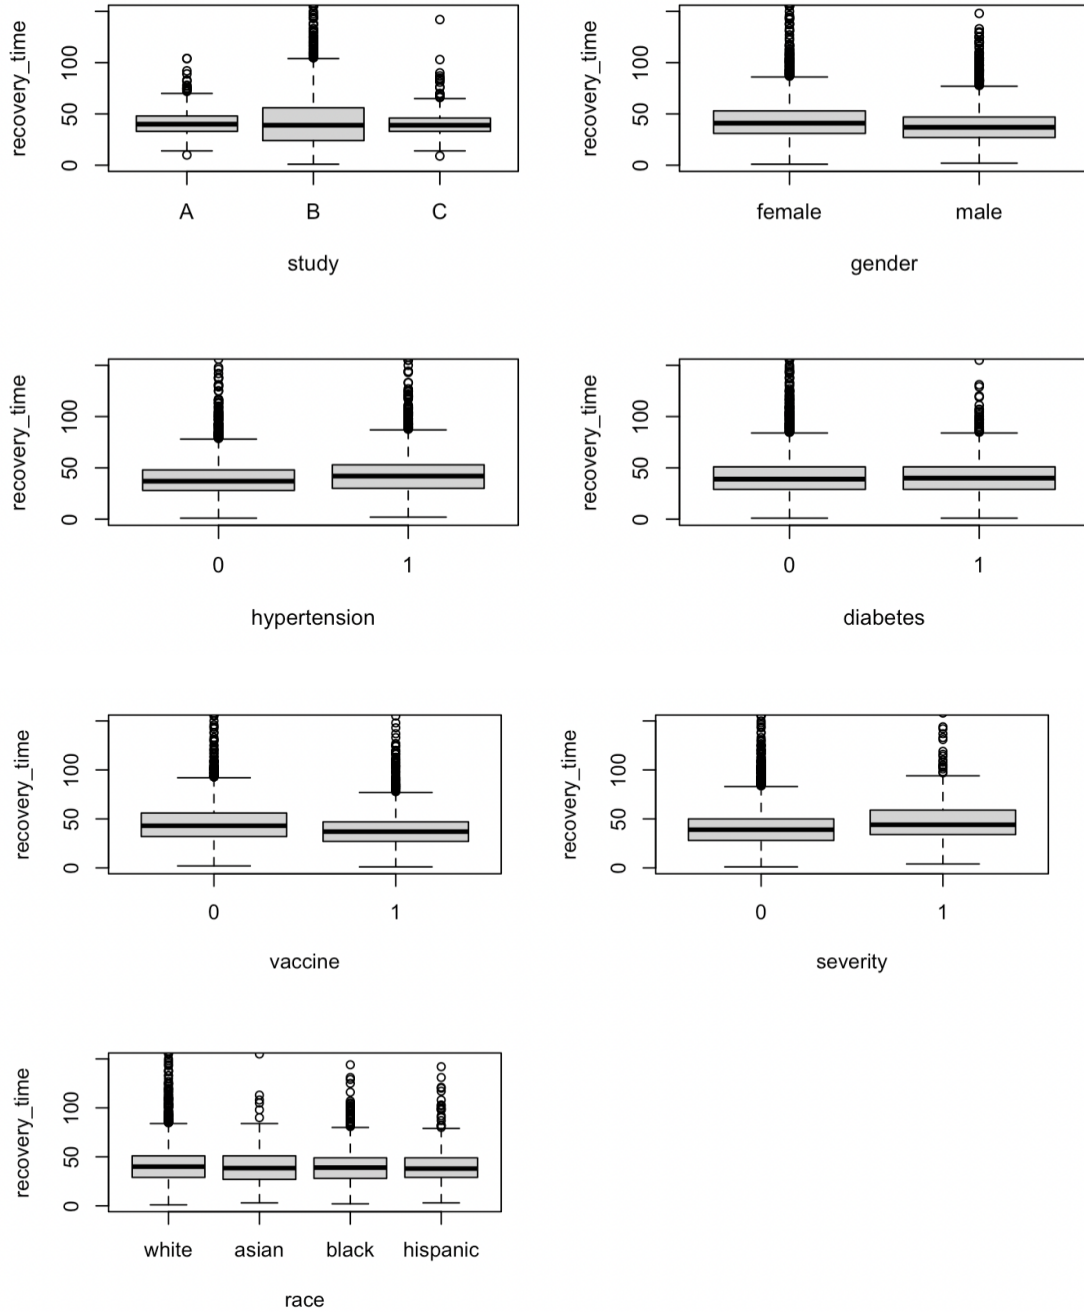 recovery_time
100
50
0
A B C
study
recovery_time
100
50
0
female male
gender
recovery_time
100
50
0
0 1
hypertension
recovery_time
100
50
0
0 1
diabetes
recovery_time
100
50
0
0 1
vaccine
recovery_time
100
50
0
0 1
severity
recovery_time
100
50
0
white asian black hispanic
race